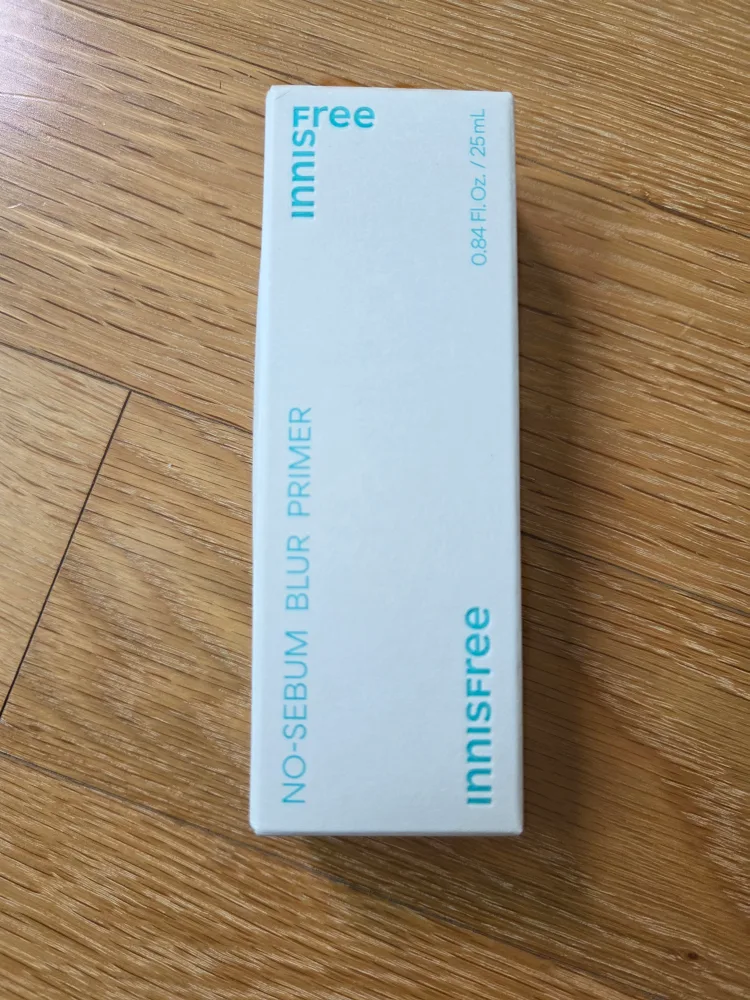 INNISFree
0.84 Fl.Oz. / 25mL
NO-SEBUM BLUR PRIMER
INNISFree